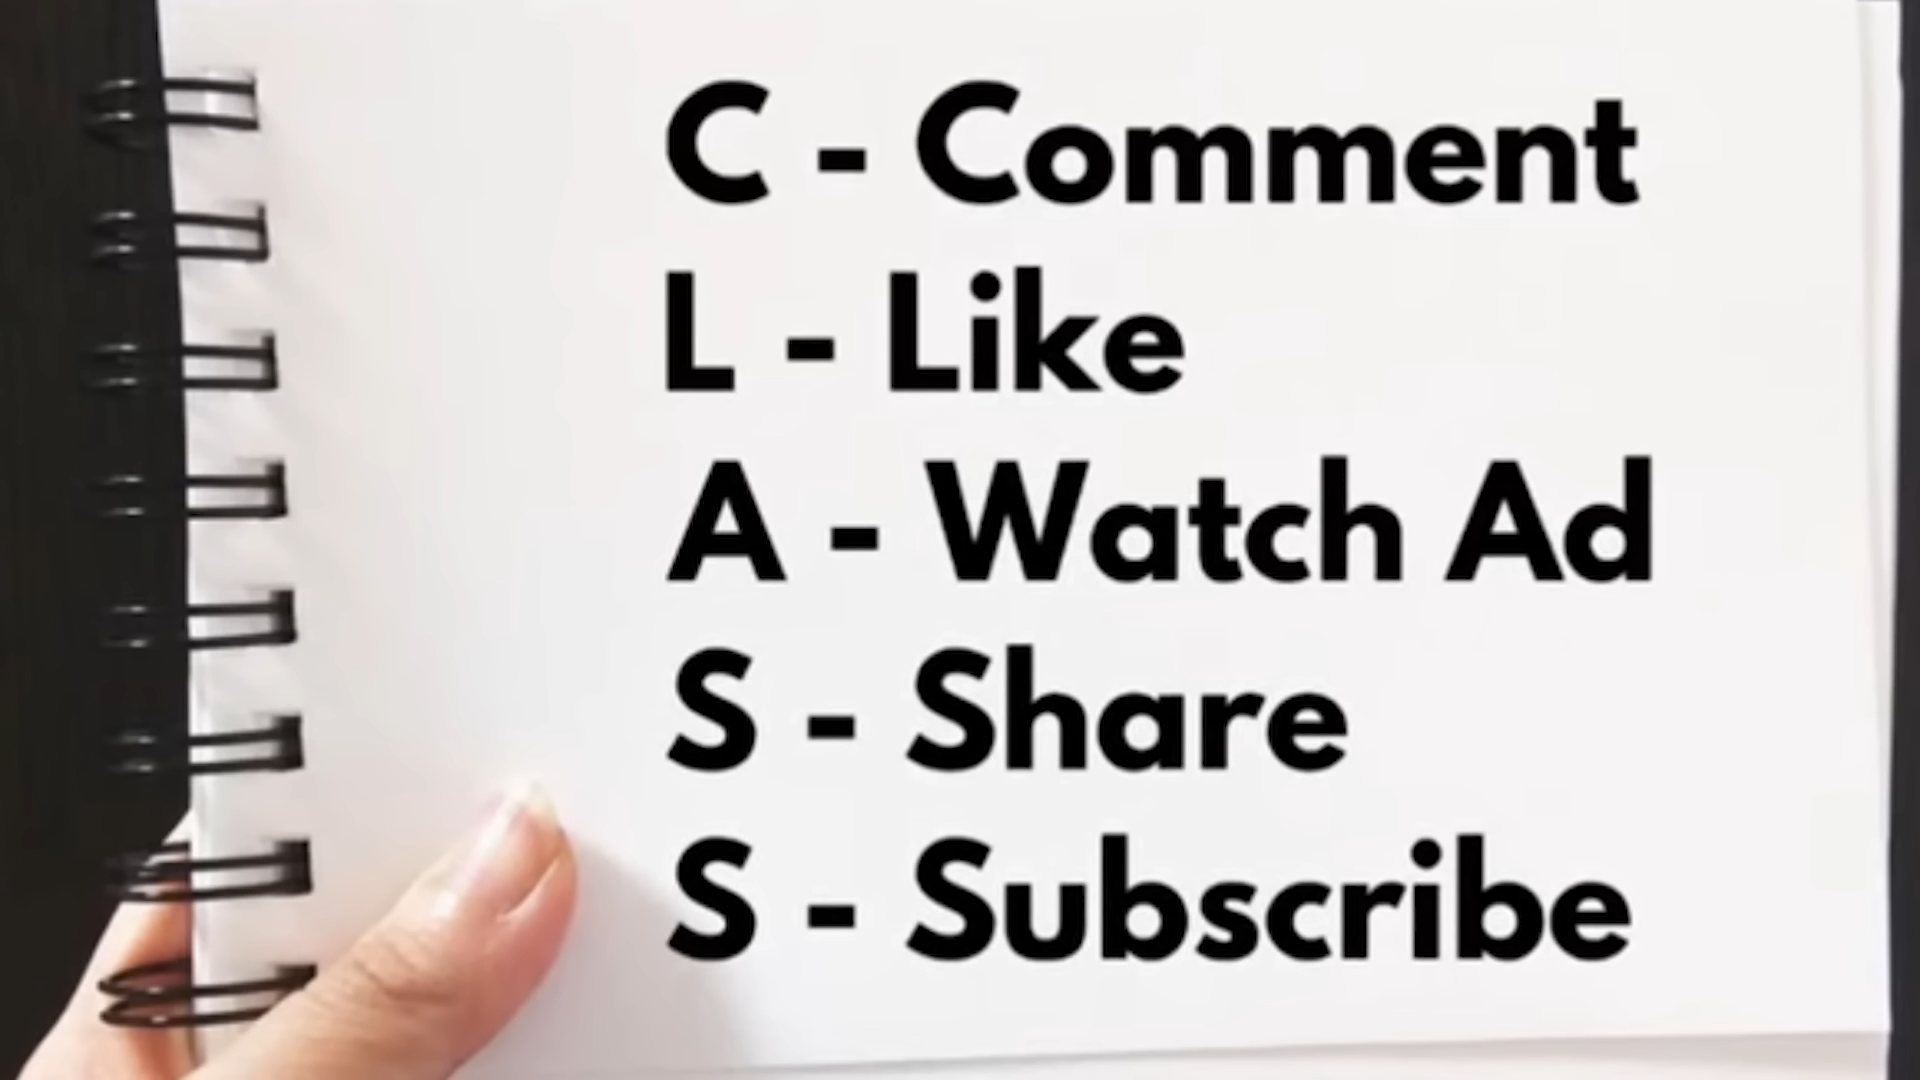 C - Comment
L - Like
A - Watch Ad
S - Share
S - Subscribe